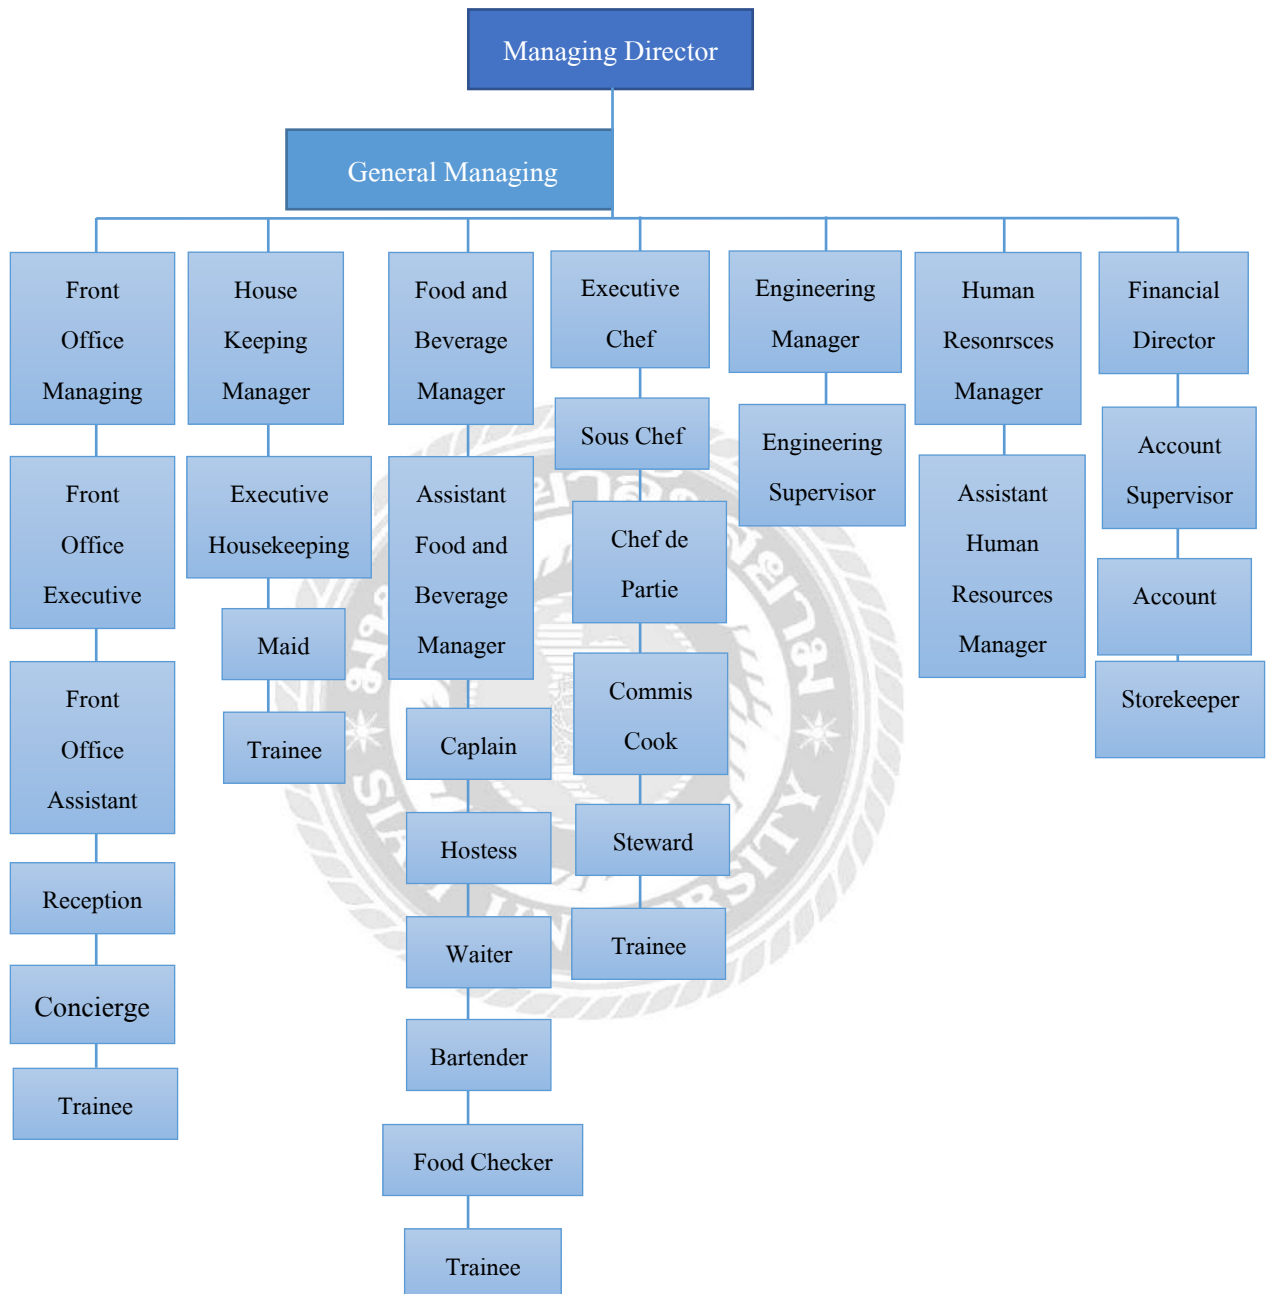 Managing Director
General Managing
Front
Office
Managing
House
Keeping
Manager
Food and
Beverage
Manager
Executive
Chef
Engineering
Manager
Human
Resonrsces
Manager
Financial
Director
Front
Office
Executive
Executive
Housekeeping
Assistant
Food and
Beverage
Manager
Sous Chef
Engineering
Supervisor
Assistant
Human
Resources
Manager
Account
Supervisor
Front
Office
Assistant
Maid
Trainee
Caplain
Chef de
Partie
Commis
Cook
Account
Storekeeper
Reception
Hostess
Steward
Concierge
Waiter
Trainee
Trainee
Bartender
Food Checker
Trainee
SIAM UNIVERSITY